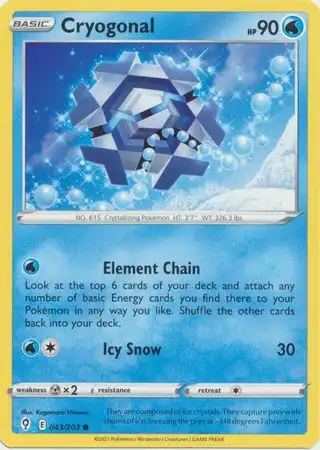 BASIC
Cryogonal
HP 90
NO. 615 Crystallizing Pokémon HT: 3'7" WT: 326.3 lbs.
Element Chain
Look at the top 6 cards of your deck and attach any
number of basic Energy cards you find there to your
Pokémon in any way you like. Shuffle the other cards
back into your deck.
Icy Snow 30
weakness ×2 resistance retreat
Illus. Kagemaru Himeno
E 043/203
They are composed of ice crystals. They capture prey
with chains of ice, freezing the prey at -148 degrees Fahrenheit.
©2021 Pokémon / Nintendo / Creatures / GAME FREAK